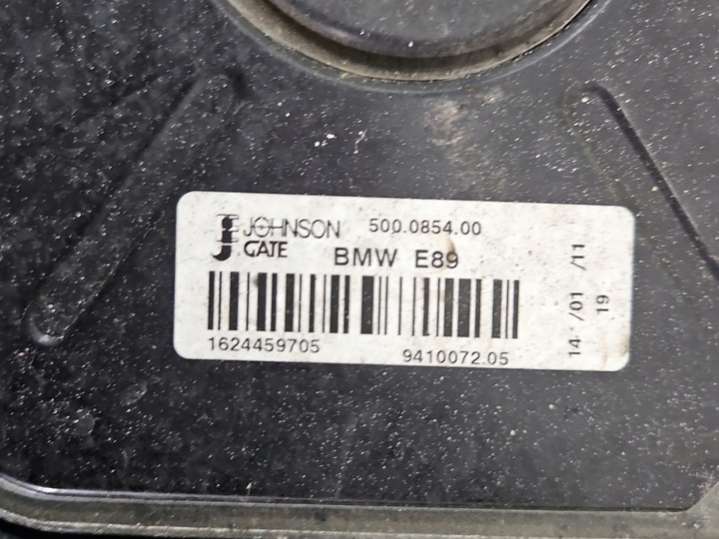 JOHNSON 500.0854.00
GATE BMW E89
1624459705 9410072.05
14 /01 /11
19